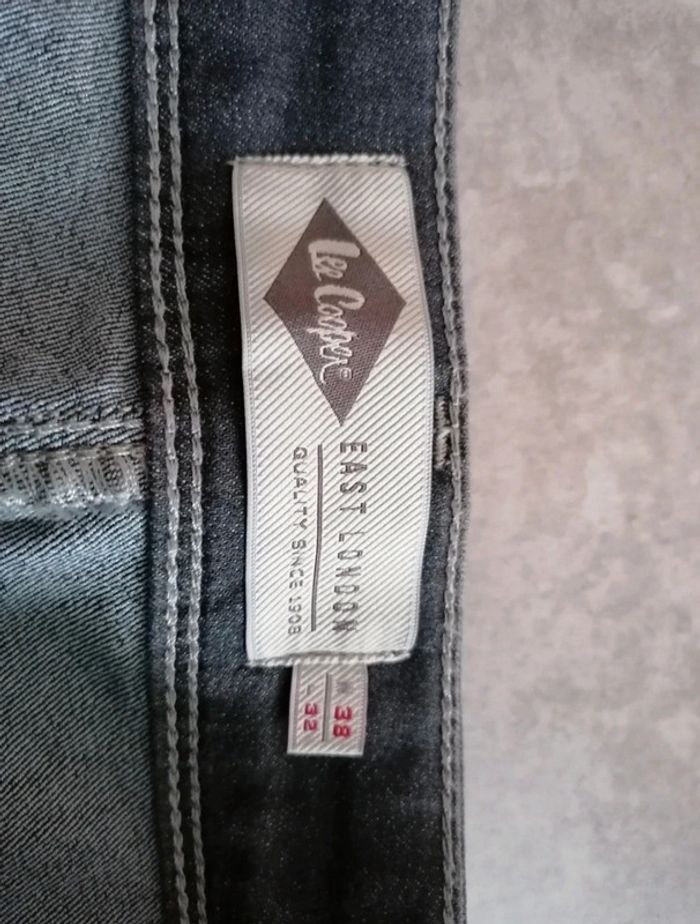 Lee Cooper®
EAST LONDON
QUALITY SINCE 1908
W 38
L 32